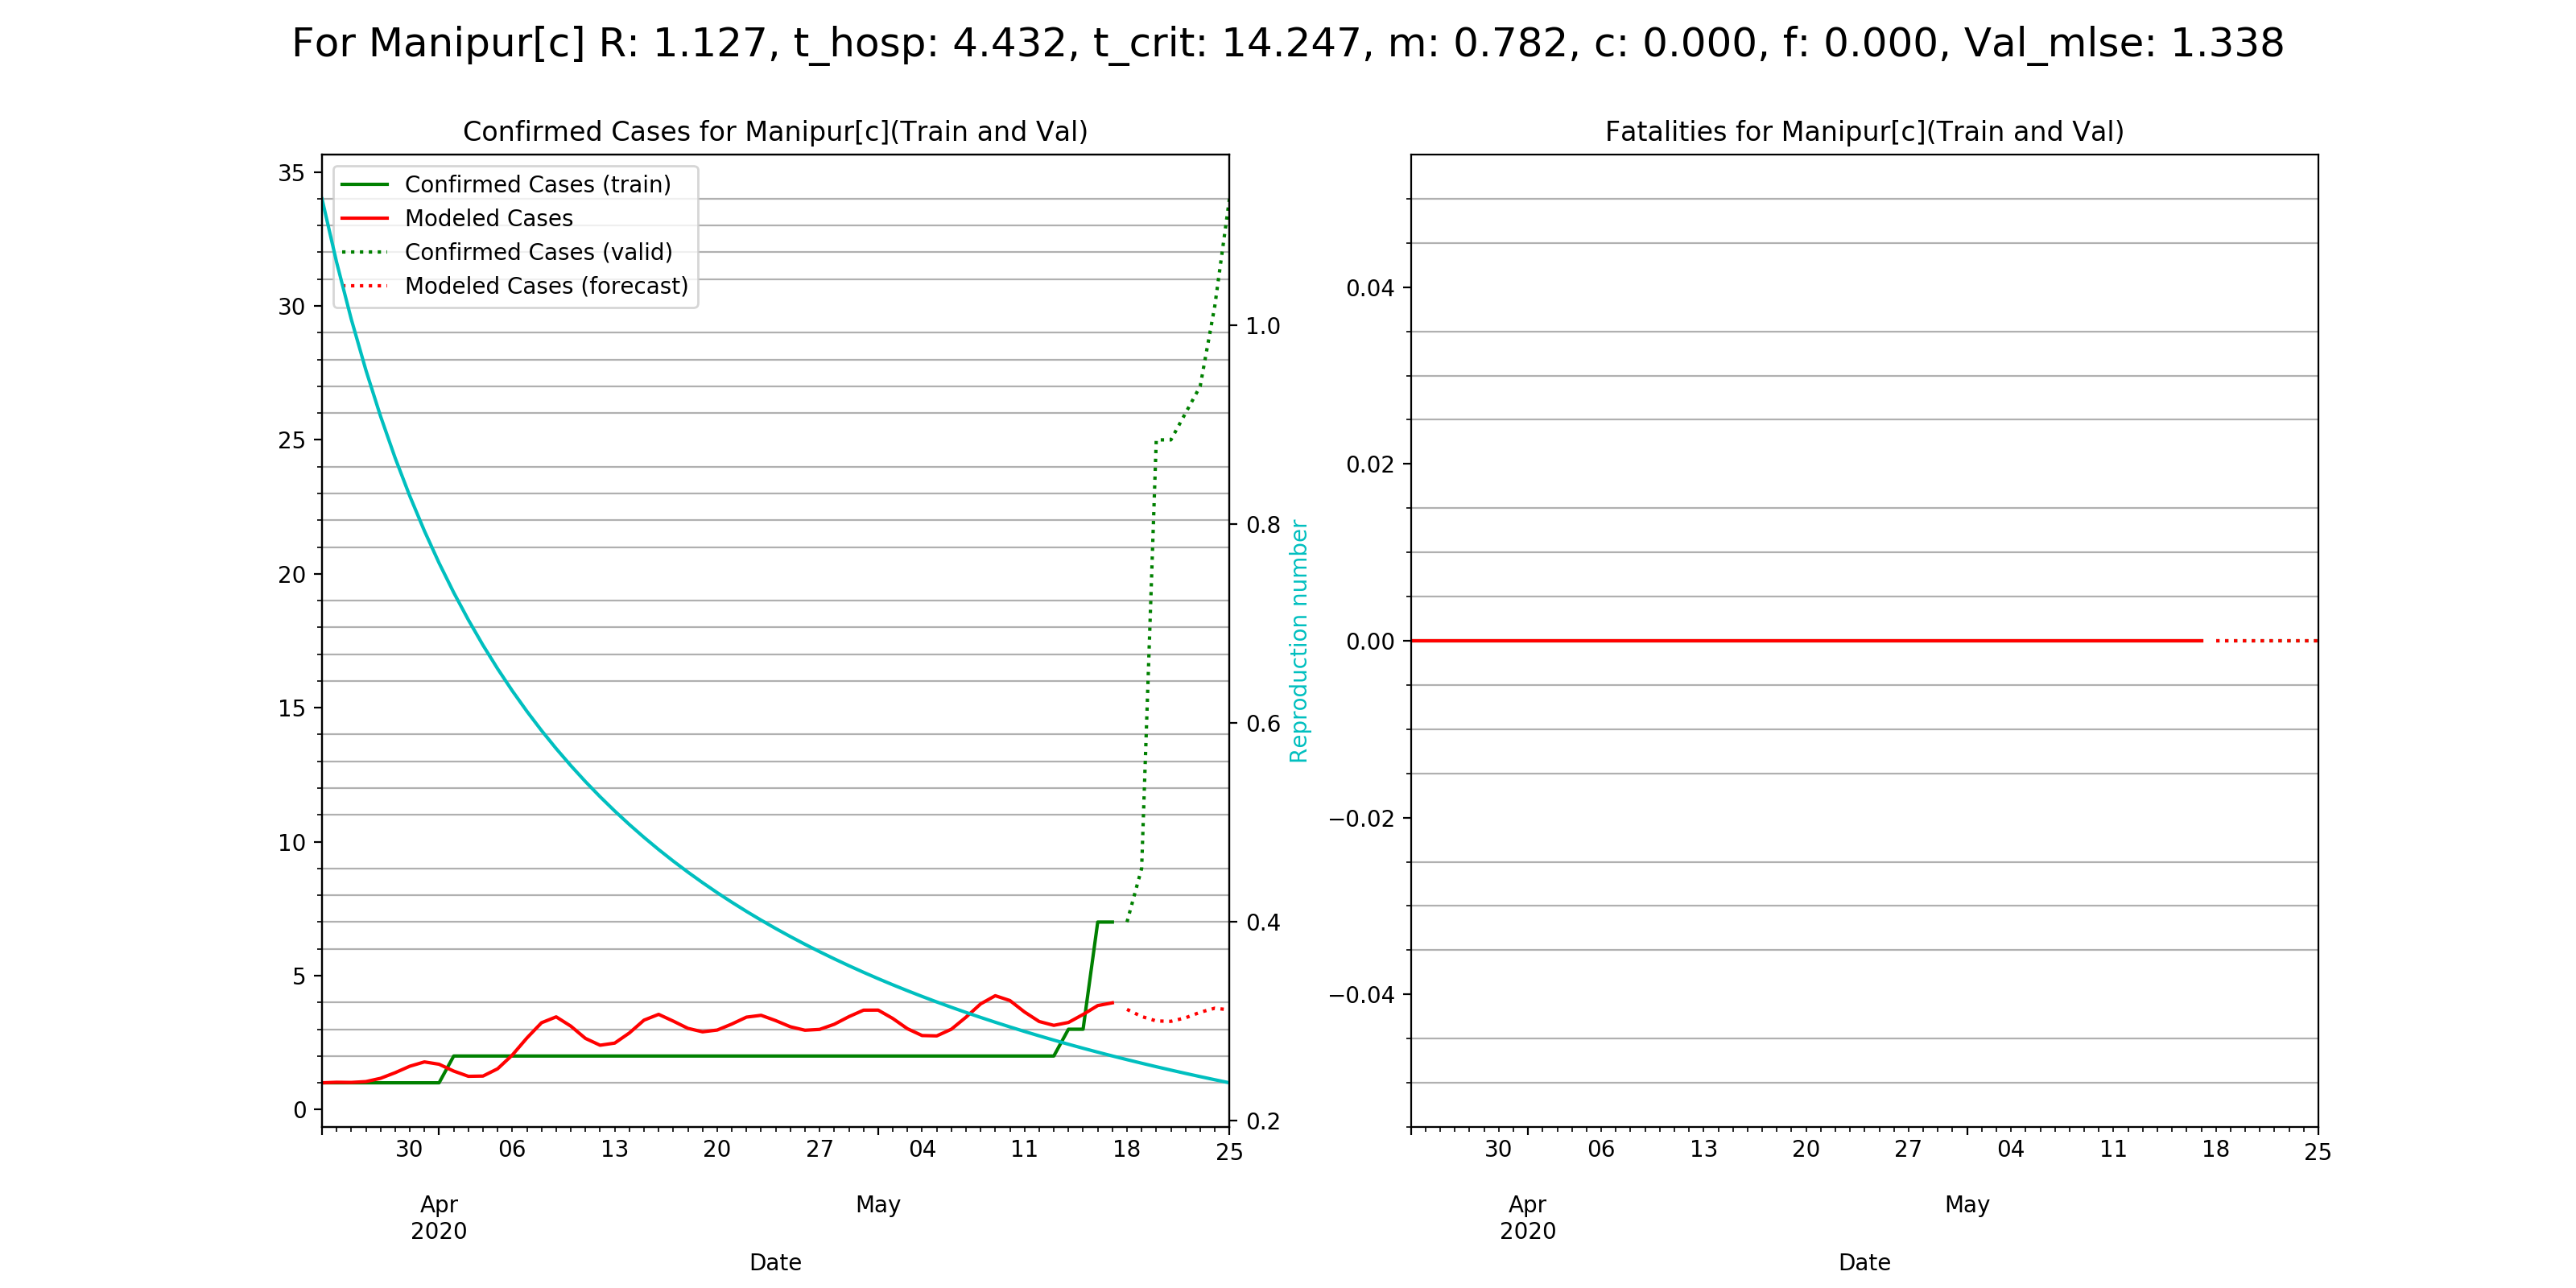 For Manipur[c] R: 1.127, t_hosp: 4.432, t_crit: 14.247, m: 0.782, c: 0.000, f: 0.000, Val_mlse: 1.338
Confirmed Cases for Manipur[c](Train and Val)
35
30
25
20
15
10
5
0
Confirmed Cases (train)
Modeled Cases
Confirmed Cases (valid)
Modeled Cases (forecast)
1.0
0.8
0.6
0.4
0.2
Reproduction number
30 06 13 20 27 04 11 18 25
Apr May
2020
Date
Fatalities for Manipur[c](Train and Val)
0.04
0.02
0.00
−0.02
−0.04
30 06 13 20 27 04 11 18 25
Apr May
2020
Date